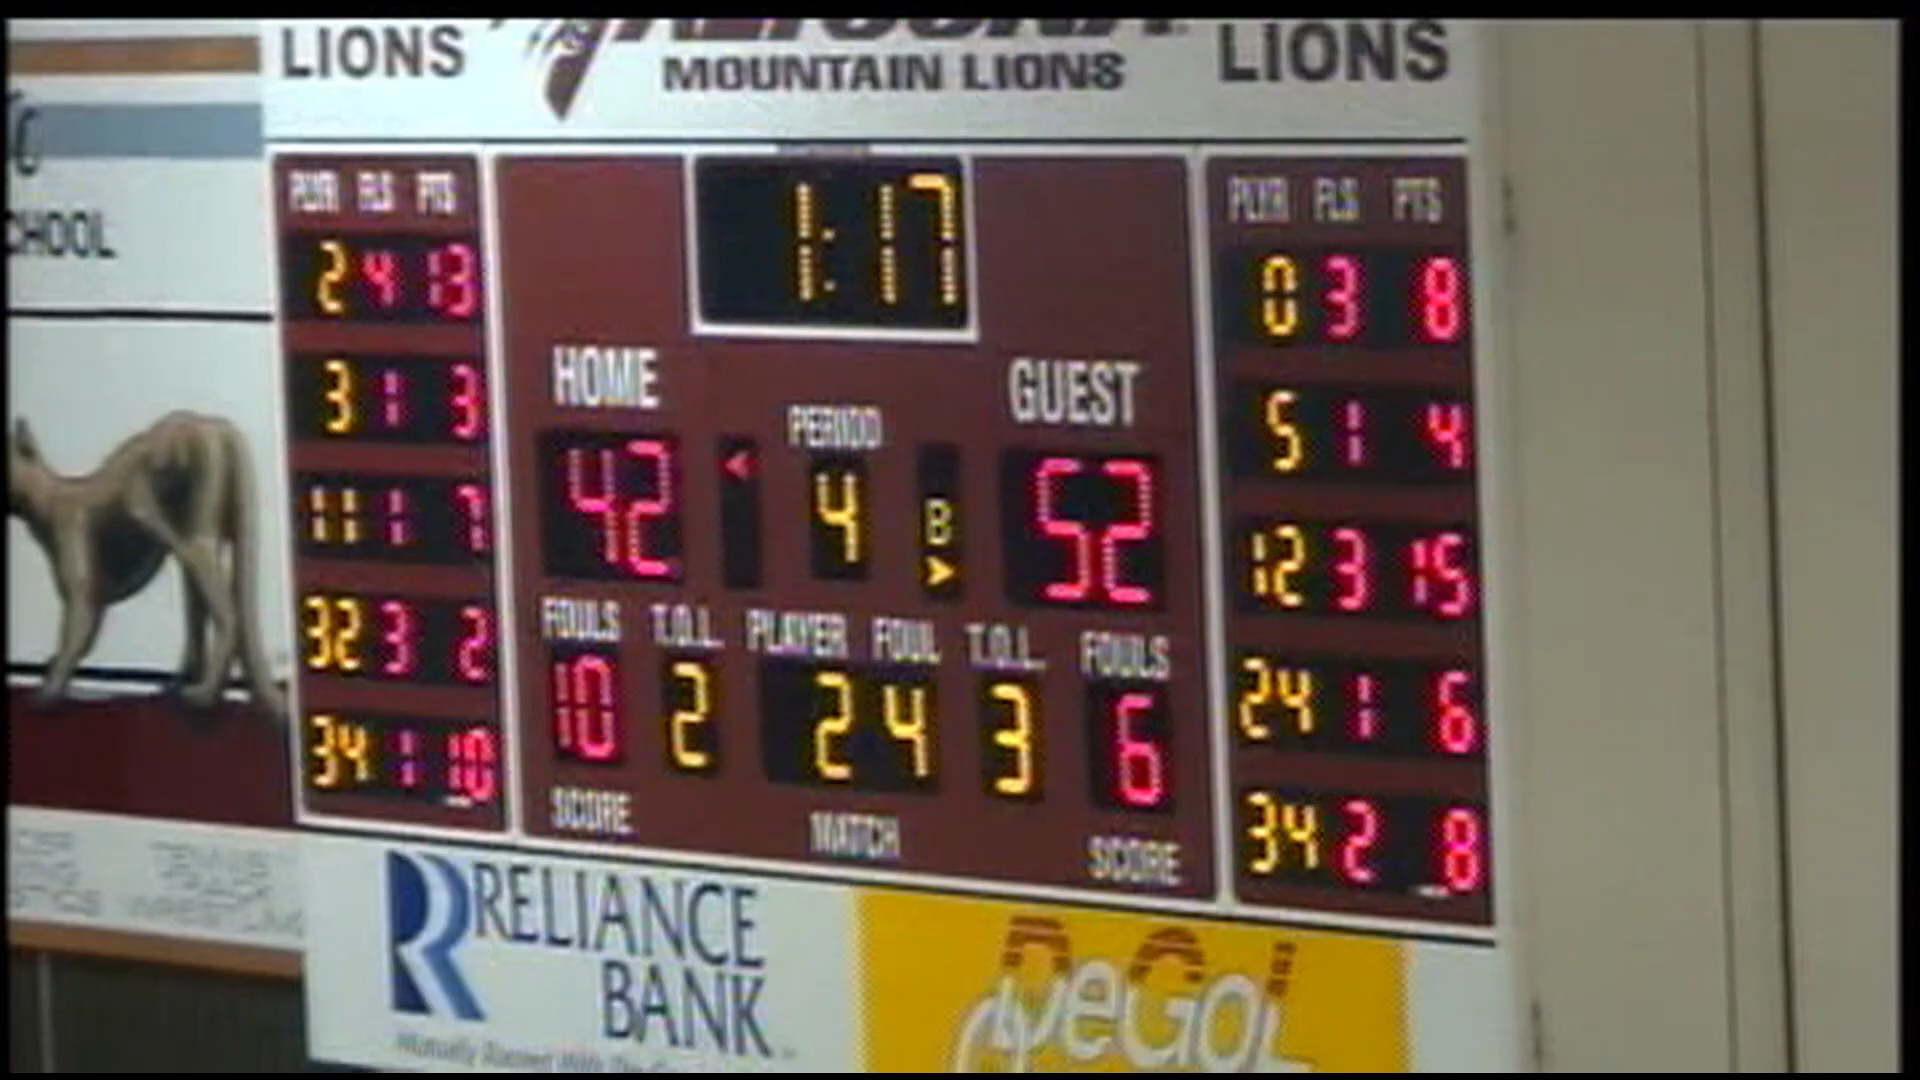 LIONS
ALTOONA
MOUNTAIN LIONS
LIONS
CHOOL
PLYR FLS PTS
2 4 13
3 1 3
11 1 7
32 3 2
34 1 10
1:17
HOME
GUEST
PERIOD
42
4
B
52
FOULS T.O.L. PLAYER FOUL T.O.L. FOULS
10 2 24 3 6
SCORE MATCH SCORE
PLYR FLS PTS
0 3 8
5 1 4
12 3 15
24 1 6
34 2 8
RELIANCE
BANK
DeGol